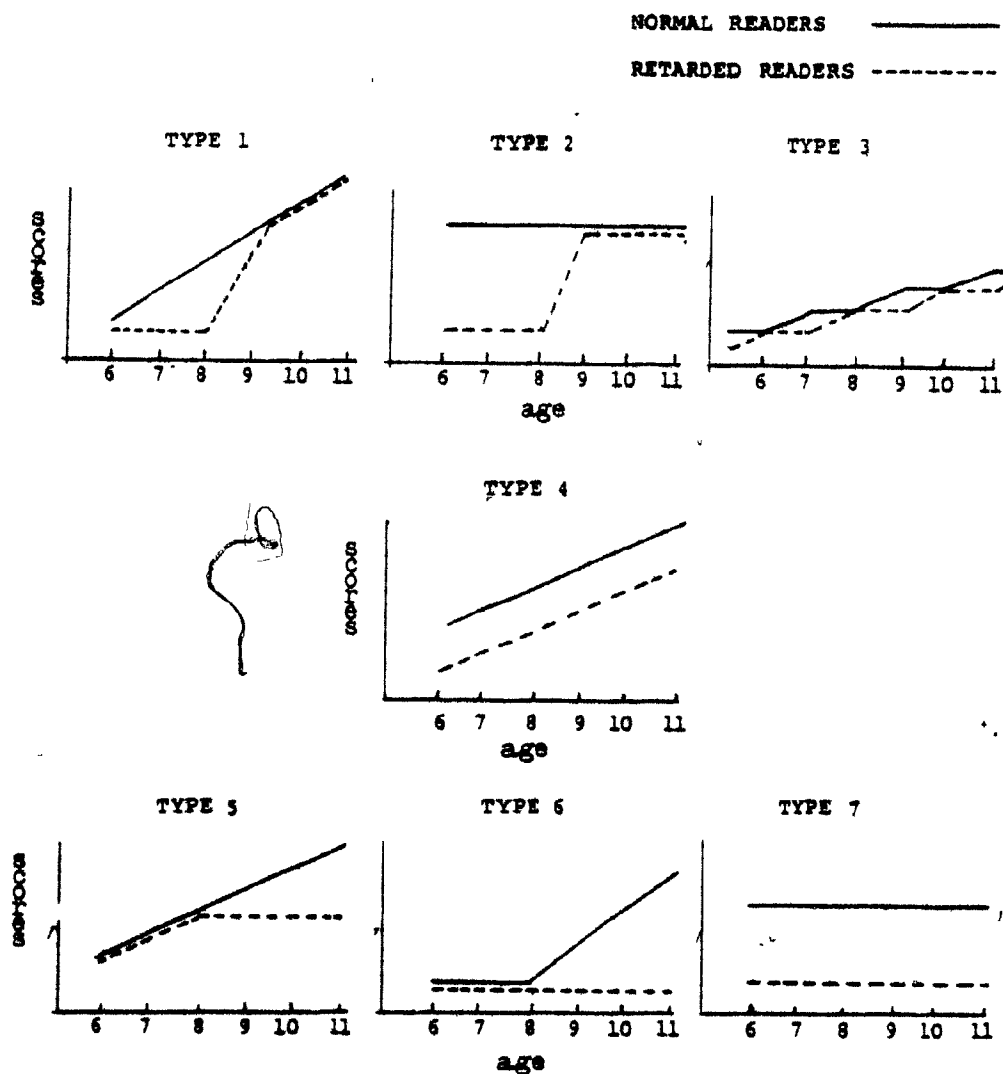 NORMAL READERS
RETARDED READERS
TYPE 1
TYPE 2
TYPE 3
scores
6 7 8 9 10 11
6 7 8 9 10 11
6 7 8 9 10 11
age
TYPE 4
scores
6 7 8 9 10 11
age
TYPE 5
TYPE 6
TYPE 7
scores
6 7 8 9 10 11
6 7 8 9 10 11
6 7 8 9 10 11
age